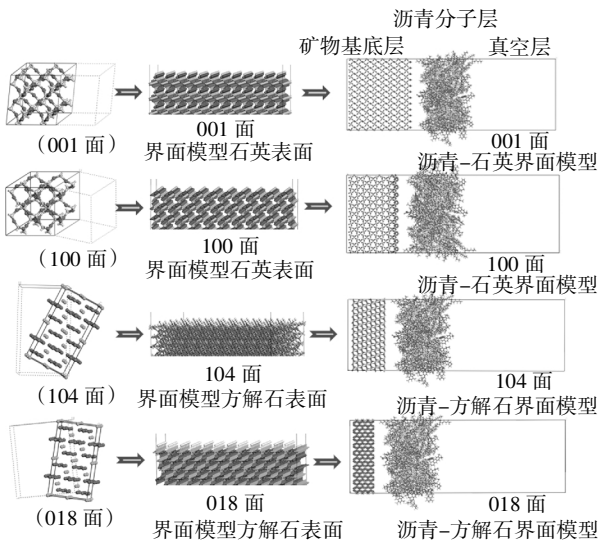 沥青分子层
矿物基底层
真空层
(001 面)
001 面
界面模型石英表面
001 面
沥青-石英界面模型
(100 面)
100 面
界面模型石英表面
100 面
沥青-石英界面模型
(104 面)
104 面
界面模型方解石表面
104 面
沥青-方解石界面模型
(018 面)
018 面
界面模型方解石表面
018 面
沥青-方解石界面模型